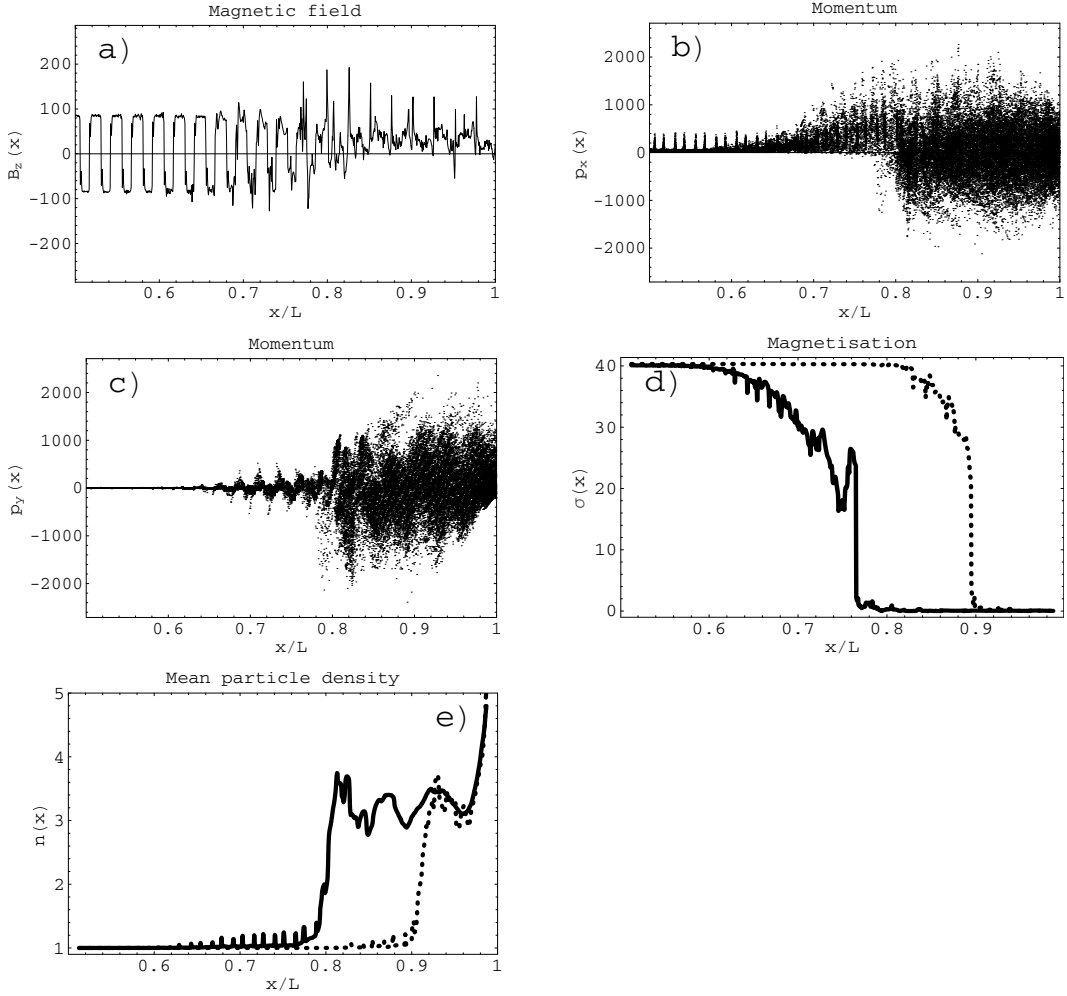 Magnetic field
a)
200
100
0
-100
-200
B_z(x)
0.6 0.7 0.8 0.9 1
x/L
Momentum
b)
2000
1000
0
-1000
-2000
p_x(x)
0.6 0.7 0.8 0.9 1
x/L
Momentum
c)
2000
1000
0
-1000
-2000
p_y(x)
0.6 0.7 0.8 0.9 1
x/L
Magnetisation
d)
40
30
20
10
0
σ(x)
0.6 0.7 0.8 0.9
x/L
Mean particle density
e)
5
4
3
2
1
n(x)
0.6 0.7 0.8 0.9 1
x/L